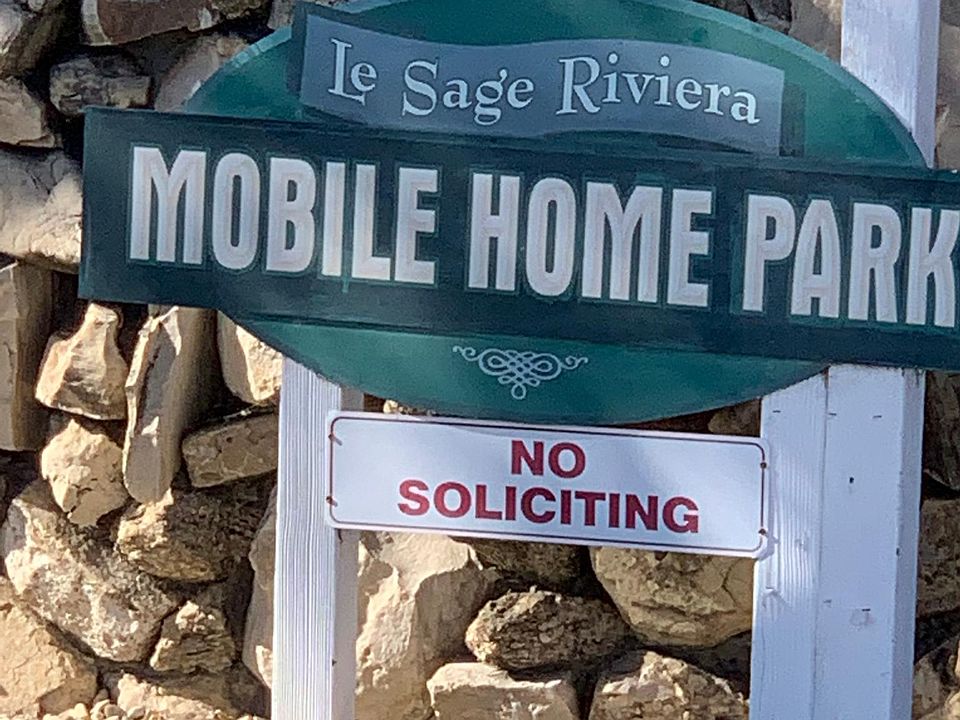 Le Sage Riviera
MOBILE HOME PARK
NO
SOLICITING